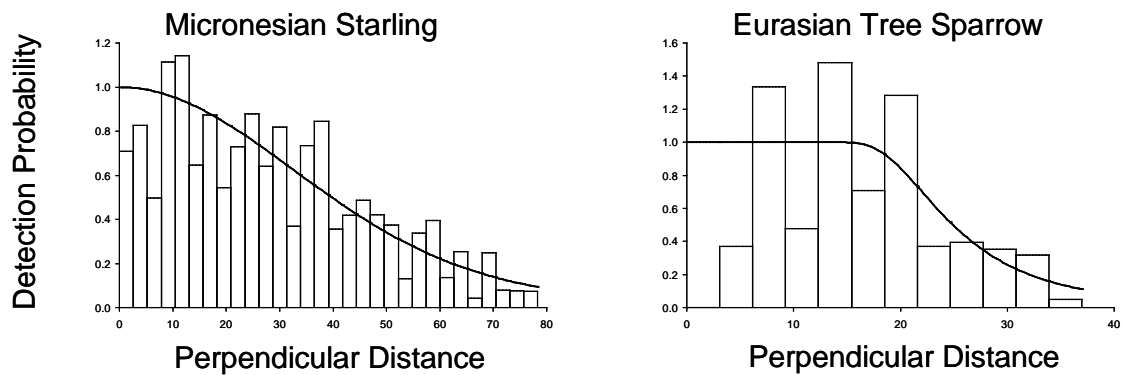 Micronesian Starling
Detection Probability
1.2
1.0
0.8
0.6
0.4
0.2
0.0
0 10 20 30 40 50 60 70 80
Perpendicular Distance
Eurasian Tree Sparrow
1.6
1.4
1.2
1.0
0.8
0.6
0.4
0.2
0.0
0 10 20 30 40
Perpendicular Distance